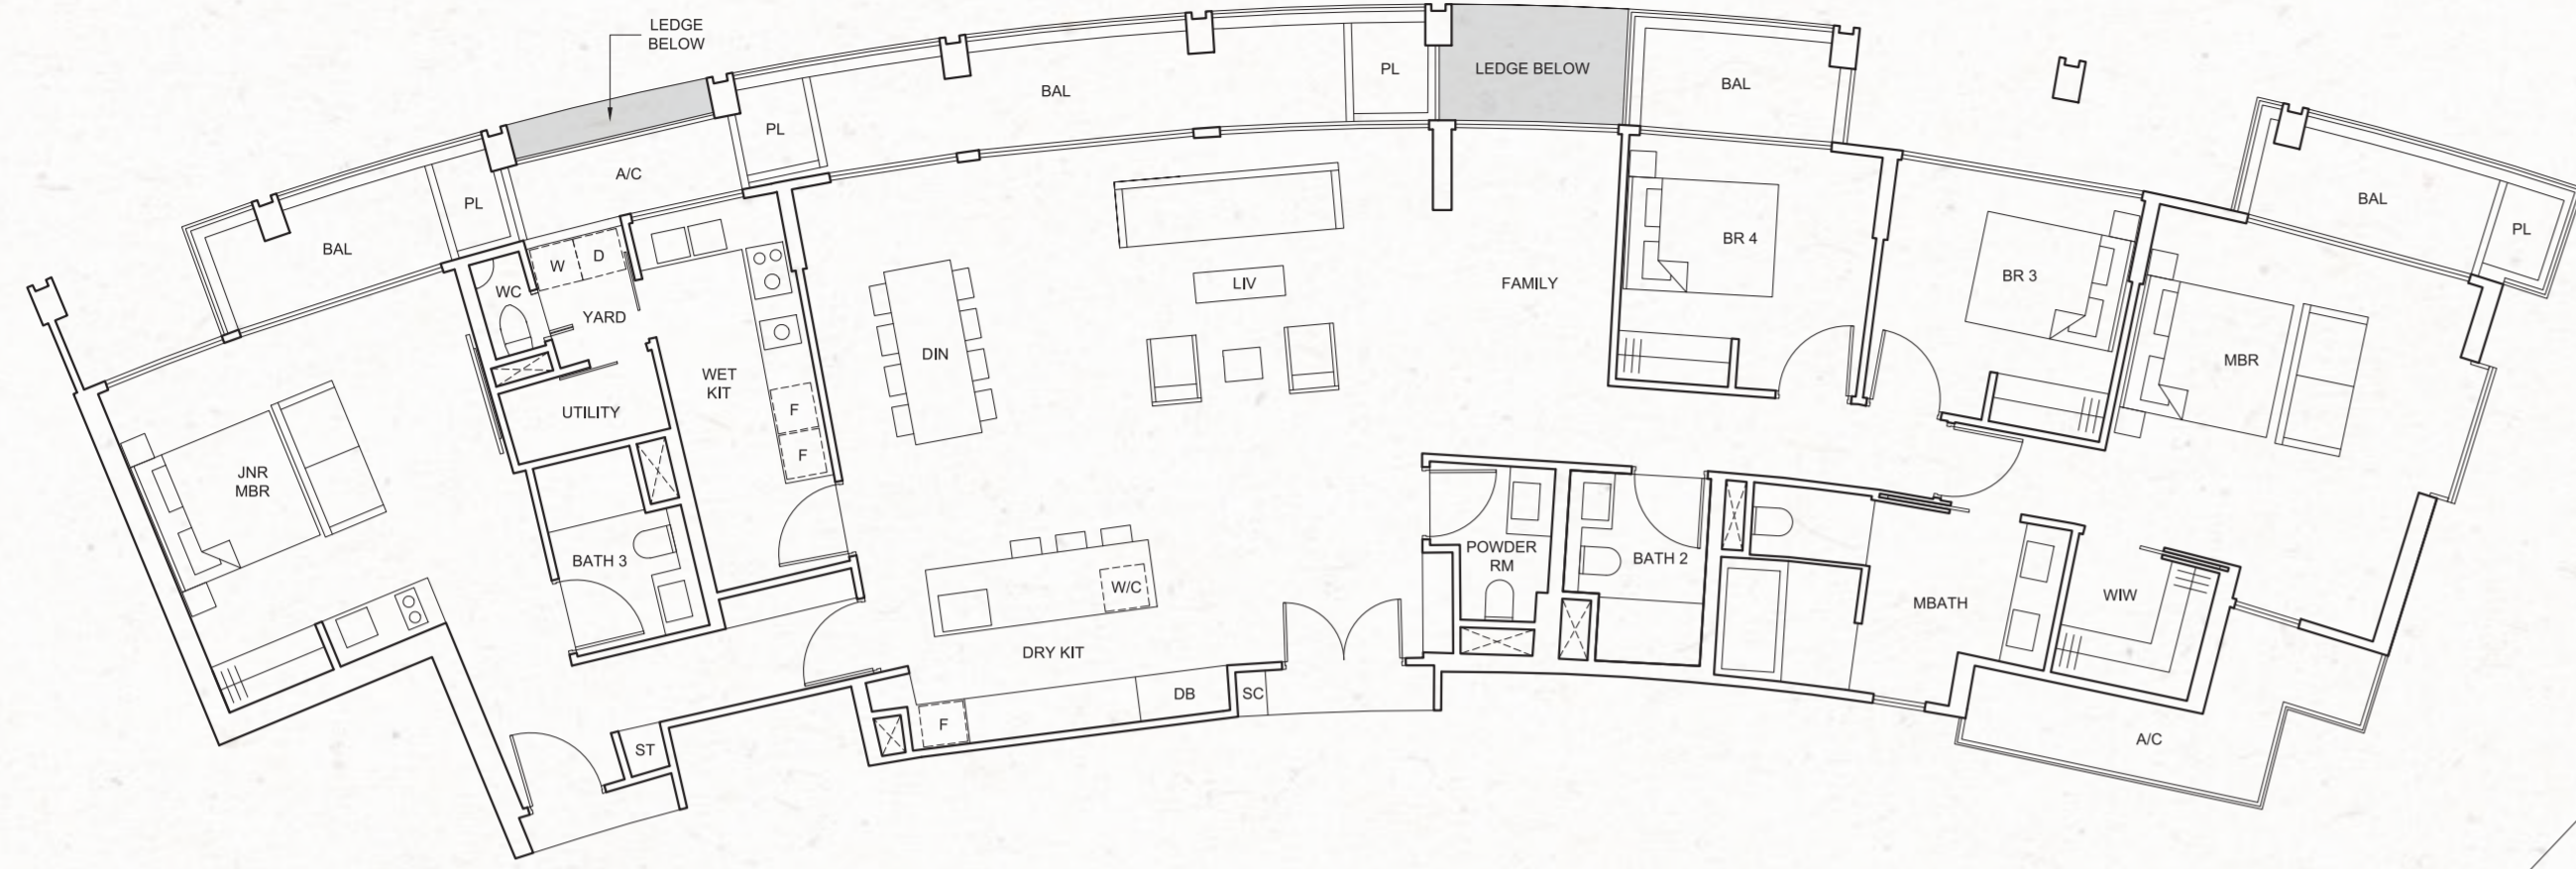 LEDGE
BELOW
BAL
PL
A/C
PL
BAL
PL
LEDGE BELOW
BAL
BAL
PL
WC
W
D
YARD
UTILITY
WET
KIT
F
F
DIN
LIV
FAMILY
BR 4
BR 3
MBR
JNR
MBR
BATH 3
W/C
DRY KIT
DB
SC
F
ST
POWDER
RM
BATH 2
MBATH
WIW
A/C